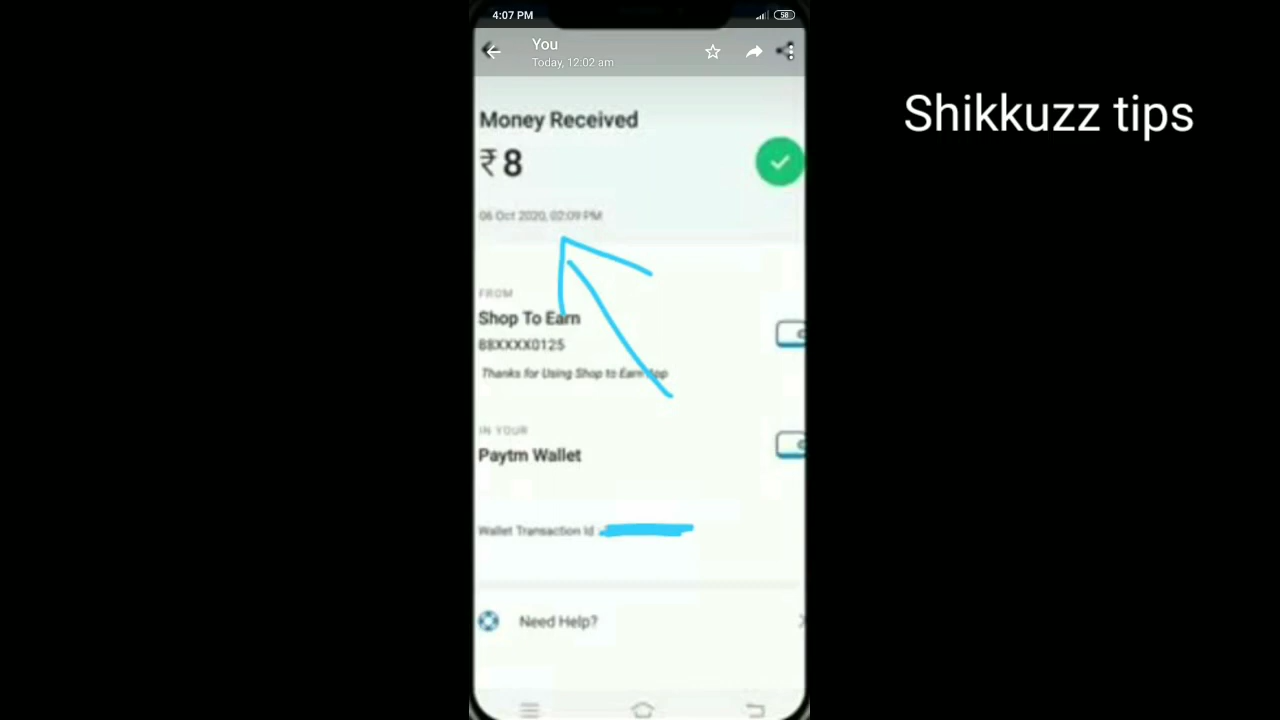 4:07 PM
58
You
Today, 12:02 am
Shikkuzz tips
Money Received
₹8
06 Oct 2020, 02:09 PM
FROM
Shop To Earn
88XXXX0125
Thanks for Using Shop to Earn App
IN YOUR
Paytm Wallet
Wallet Transaction Id
Need Help?